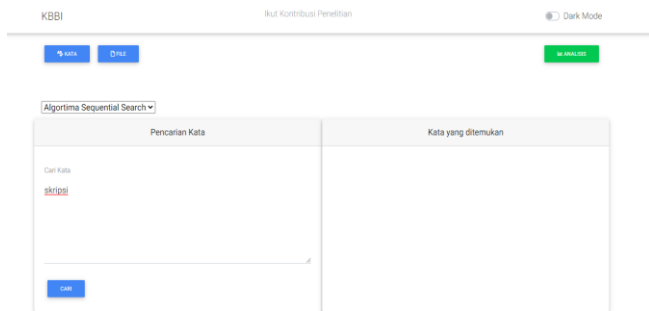 KBBI
Ikut Kontribusi Penelitian
Dark Mode
KATA
FILE
ANALISIS
Algortima Sequential Search
Pencarian Kata
Kata yang ditemukan
Cari Kata
skripsi
CARI